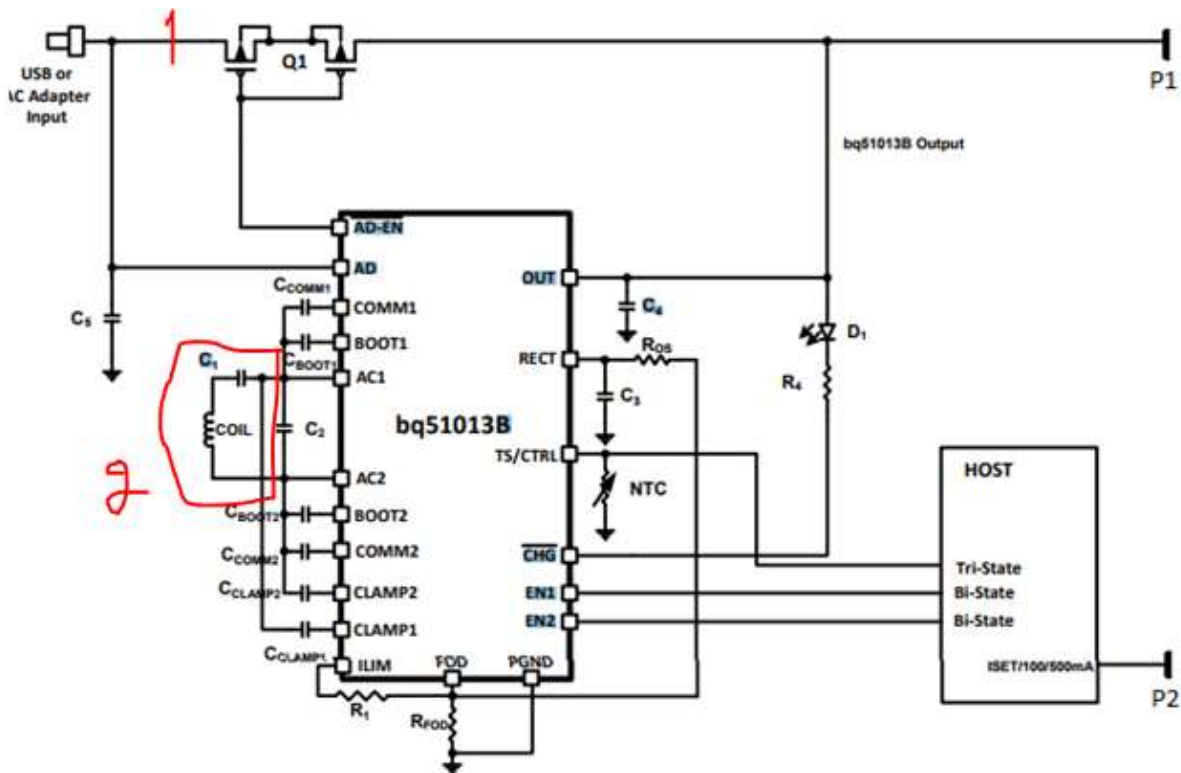 1
USB or
AC Adapter
Input
Q1
P1
bq51013B Output
AD-EN
AD
OUT
CCOMM1
C4
C5
COMM1
D1
BOOT1
ROS
CBOOT1
RECT
C1
AC1
C3
R4
COIL
C2
bq51013B
TS/CTRL
HOST
2
AC2
NTC
CBOOT2
BOOT2
CCOMM2
COMM2
CHG
Tri-State
CCLAMP2
CLAMP2
EN1
Bi-State
CLAMP1
EN2
Bi-State
CCLAMP1
ILIM
FOD
PGND
ISET/100/500mA
P2
R1
RFOD